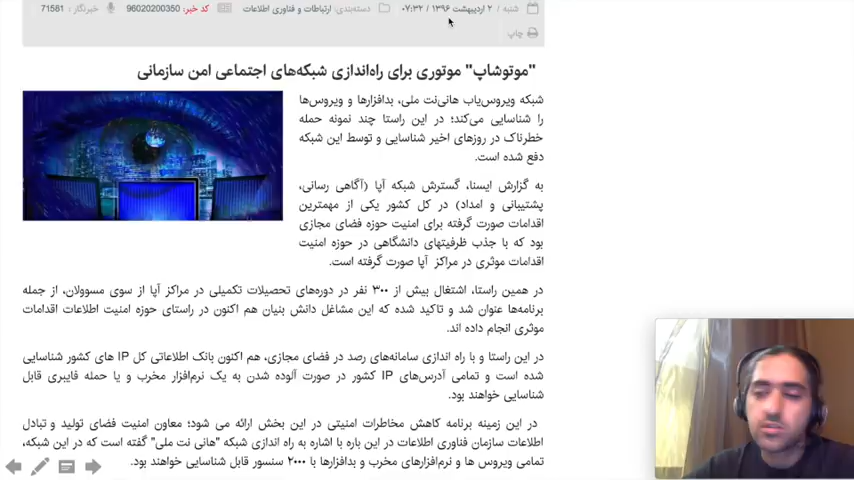 شنبه / ۲ اردیبهشت ۱۳۹۶ / ۰۷:۳۲ دسته‌بندی: ارتباطات و فناوری اطلاعات کد خبر: 96020200350 خبرنگار : 71581
چاپ
"موتوشاپ" موتوری برای راه‌اندازی شبکه‌های اجتماعی امن سازمانی
شبکه ویروس‌یاب هانی‌نت ملی، بدافزارها و ویروس‌ها
را شناسایی می‌کند؛ در این راستا چند نمونه حمله
خطرناک در روزهای اخیر شناسایی و توسط این شبکه
دفع شده است.
به گزارش ایسنا، گسترش شبکه آپا (آگاهی رسانی،
پشتیبانی و امداد) در کل کشور یکی از مهمترین
اقدامات صورت گرفته برای امنیت حوزه فضای مجازی
بود که با جذب ظرفیتهای دانشگاهی در حوزه امنیت
اقدامات موثری در مراکز آپا صورت گرفته است.
در همین راستا، اشتغال بیش از ۳۰۰ نفر در دوره‌های تحصیلات تکمیلی در مراکز آپا از سوی مسوولان، از جمله
برنامه‌ها عنوان شد و تاکید شده که این مشاغل دانش بنیان هم اکنون در راستای حوزه امنیت اطلاعات اقدامات
موثری انجام داده اند.
در این راستا و با راه اندازی سامانه‌های رصد در فضای مجازی، هم اکنون بانک اطلاعاتی کل IP های کشور شناسایی
شده است و تمامی آدرس‌های IP کشور در صورت آلوده شدن به یک نرم‌افزار مخرب و یا حمله فایبری قابل
شناسایی خواهند بود.
در این زمینه برنامه کاهش مخاطرات امنیتی در این بخش ارائه می شود؛ معاون امنیت فضای تولید و تبادل
اطلاعات سازمان فناوری اطلاعات در این باره با اشاره به راه اندازی شبکه "هانی نت ملی" گفته است که در این شبکه،
تمامی ویروس ها و نرم‌افزارهای مخرب و بدافزارها با ۲۰۰۰ سنسور قابل شناسایی خواهند بود.